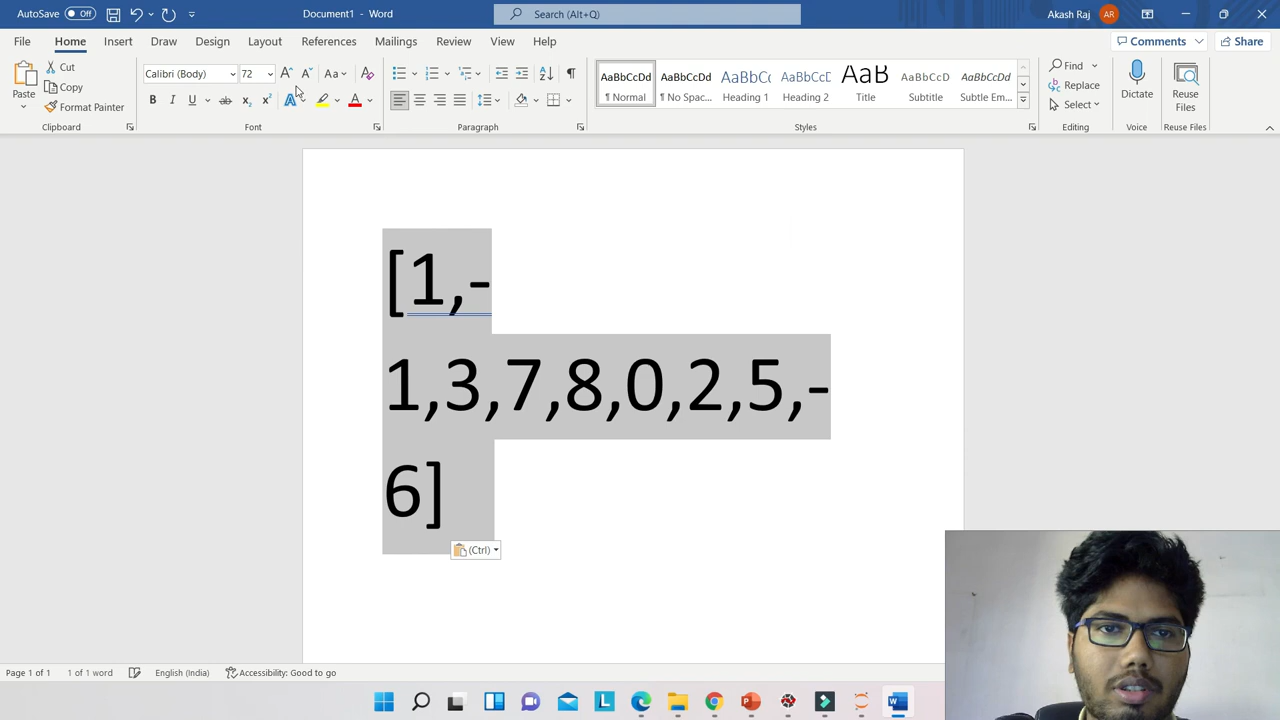 AutoSave Off
Document1 - Word
Search (Alt+Q)
Akash Raj AR
File Home Insert Draw Design Layout References Mailings Review View Help
Comments Share
Paste
Cut
Copy
Format Painter
Clipboard
Calibri (Body) 72
Font
Paragraph
AaBbCcDd AaBbCcDd AaBbCc AaBbCcD AaB AaBbCcD AaBbCcDd
¶ Normal ¶ No Spac... Heading 1 Heading 2 Title Subtitle Subtle Em...
Styles
Find
Replace
Select
Editing
Dictate
Voice
Reuse Files
Reuse Files
[1,-
1,3,7,8,0,2,5,-
6]
(Ctrl)
Page 1 of 1 1 of 1 word English (India) Accessibility: Good to go